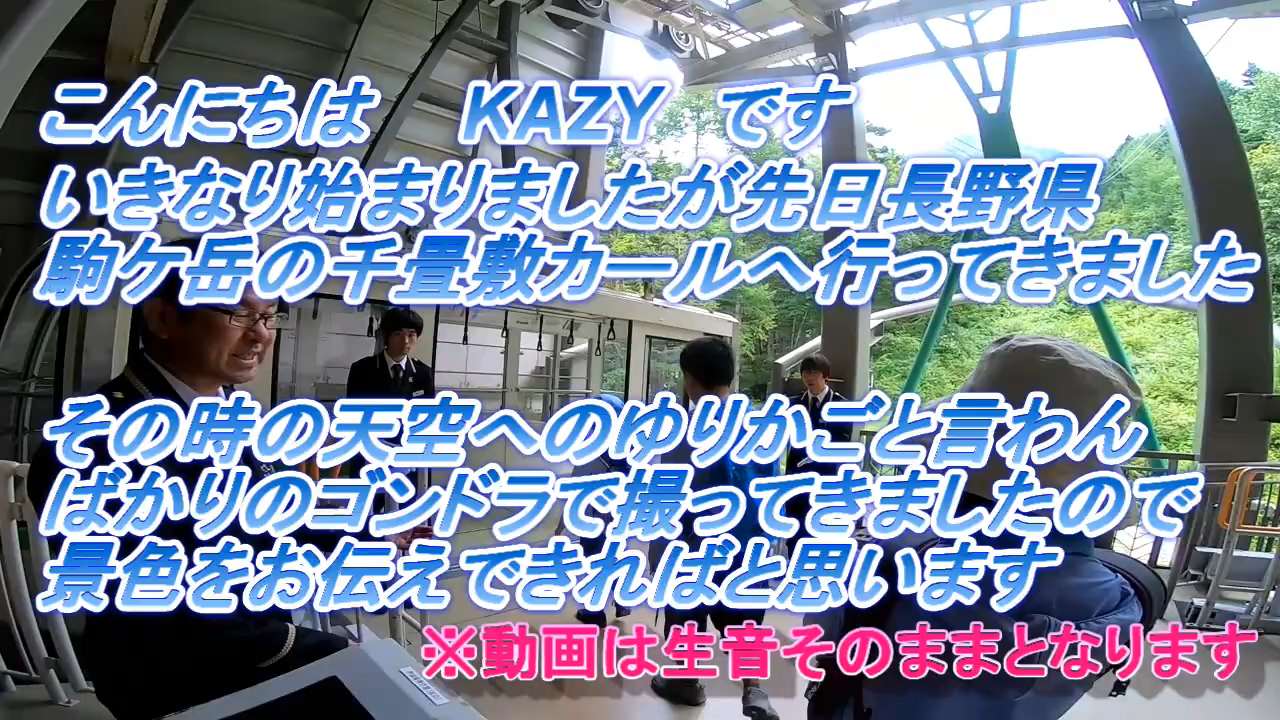 こんにちは　KAZY　です
いきなり始まりましたが先日長野県
駒ケ岳の千畳敷カールへ行ってきました
その時の天空へのゆりかごと言わん
ばかりのゴンドラで撮ってきましたので
景色をお伝えできればと思います
※動画は生音そのままとなります